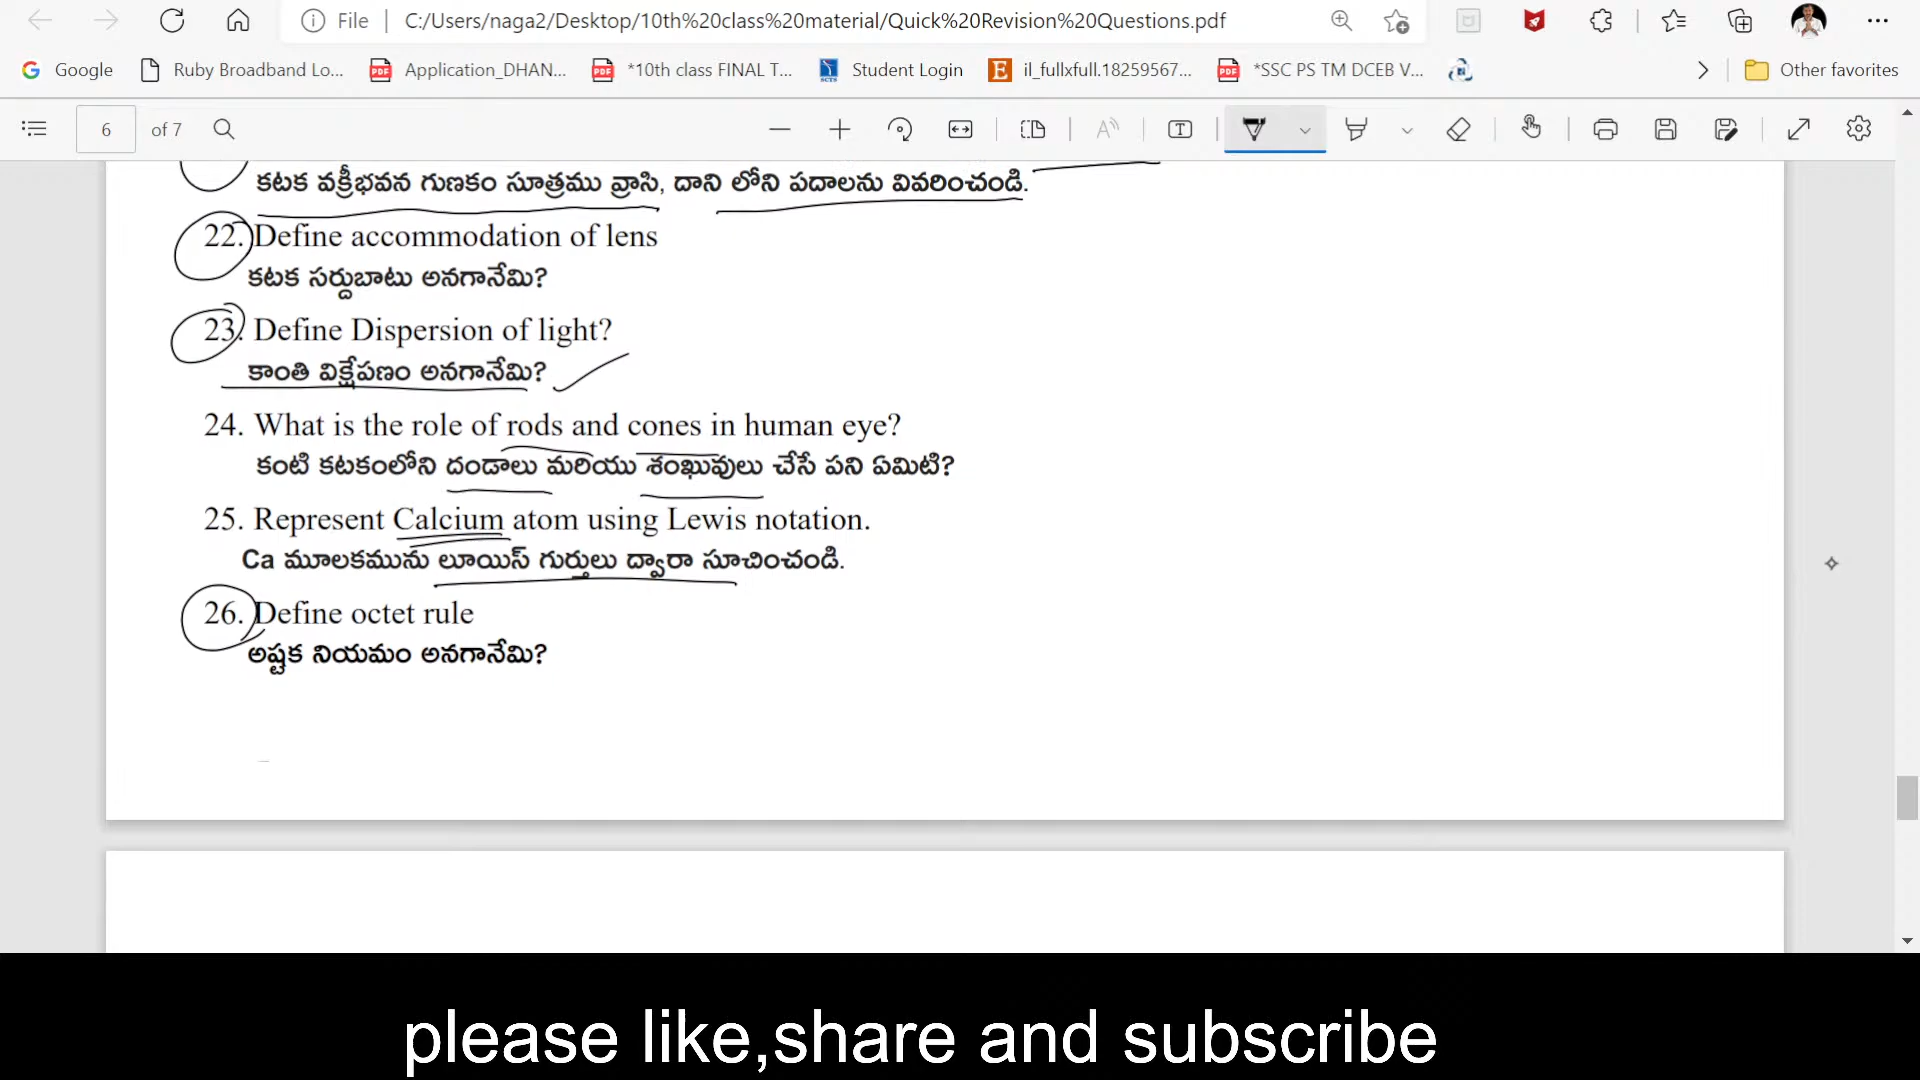 File C:/Users/naga2/Desktop/10th%20class%20material/Quick%20Revision%20Questions.pdf
Google Ruby Broadband Lo... Application_DHAN... *10th class FINAL T... Student Login il_fullxfull.18259567... *SSC PS TM DCEB V... Other favorites
6 of 7
కటక వక్రీభవన గుణకం సూత్రము వ్రాసి, దాని లోని పదాలను వివరించండి.
22. Define accommodation of lens
కటక సర్దుబాటు అనగానేమి?
23. Define Dispersion of light?
కాంతి విక్షేపణం అనగానేమి?
24. What is the role of rods and cones in human eye?
కంటి కటకంలోని దండాలు మరియు శంఖువులు చేసే పని ఏమిటి?
25. Represent Calcium atom using Lewis notation.
Ca మూలకమును లూయిస్ గుర్తులు ద్వారా సూచించండి.
26. Define octet rule
అష్టక నియమం అనగానేమి?
please like,share and subscribe